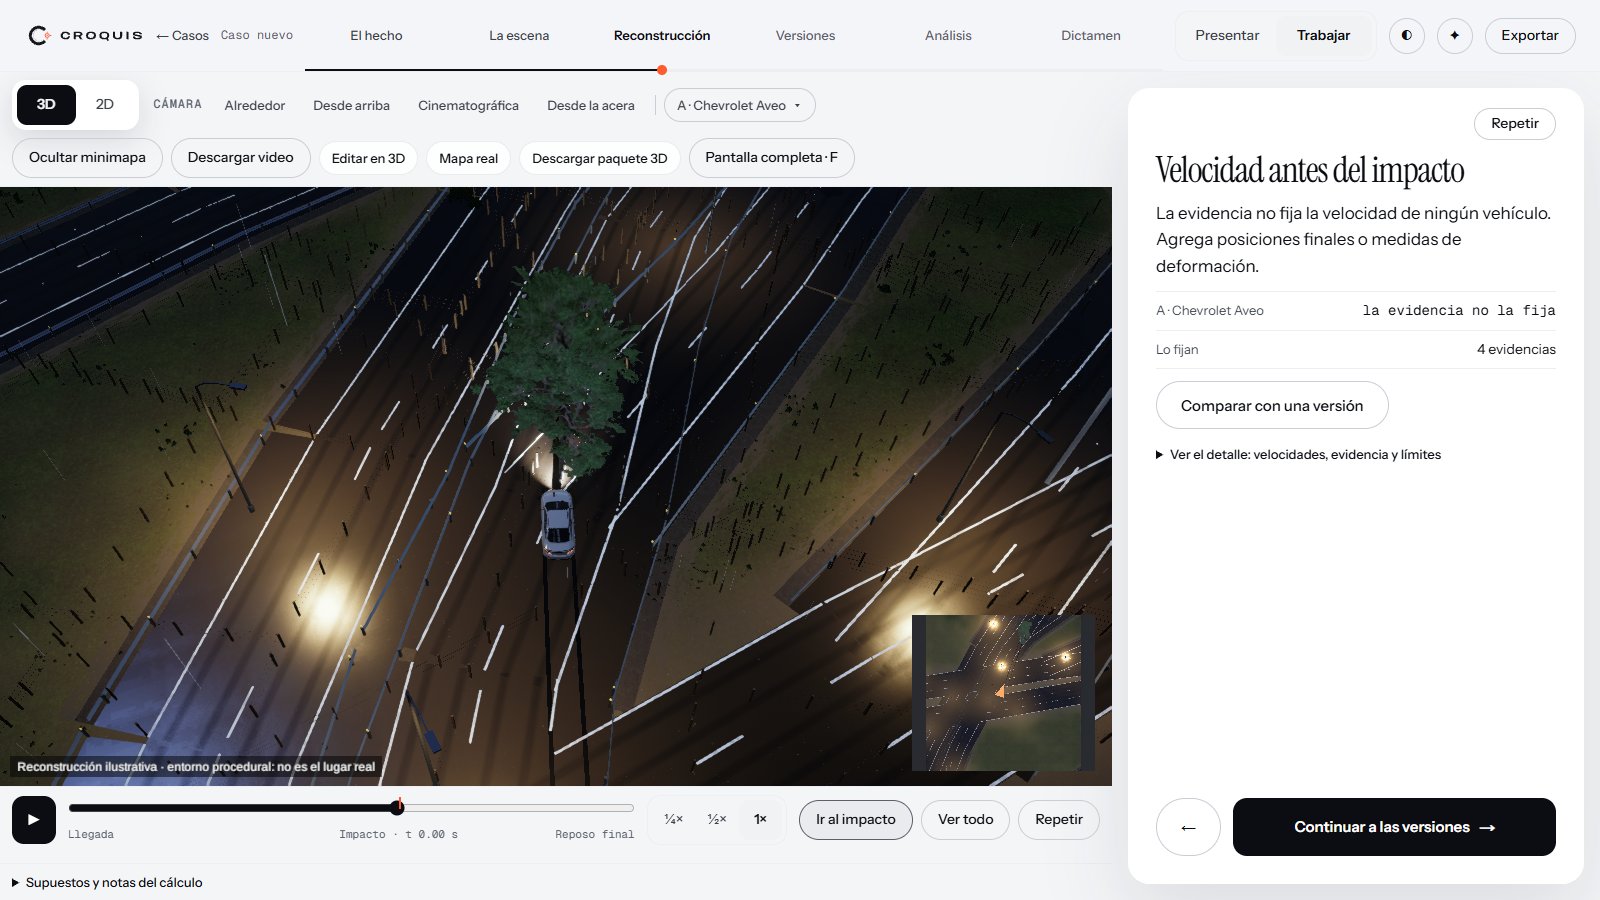 CROQUIS
← Casos
Caso nuevo
El hecho
La escena
Reconstrucción
Versiones
Análisis
Dictamen
Presentar
Trabajar
Exportar
3D
2D
CÁMARA
Alrededor
Desde arriba
Cinematográfica
Desde la acera
A · Chevrolet Aveo
Ocultar minimapa
Descargar video
Editar en 3D
Mapa real
Descargar paquete 3D
Pantalla completa · F
Reconstrucción ilustrativa · entorno procedural: no es el lugar real
Llegada
Impacto · t 0.00 s
Reposo final
¼×
½×
1×
Ir al impacto
Ver todo
Repetir
Supuestos y notas del cálculo
Repetir
Velocidad antes del impacto
La evidencia no fija la velocidad de ningún vehículo.
Agrega posiciones finales o medidas de
deformación.
A · Chevrolet Aveo
la evidencia no la fija
Lo fijan
4 evidencias
Comparar con una versión
Ver el detalle: velocidades, evidencia y límites
←
Continuar a las versiones →